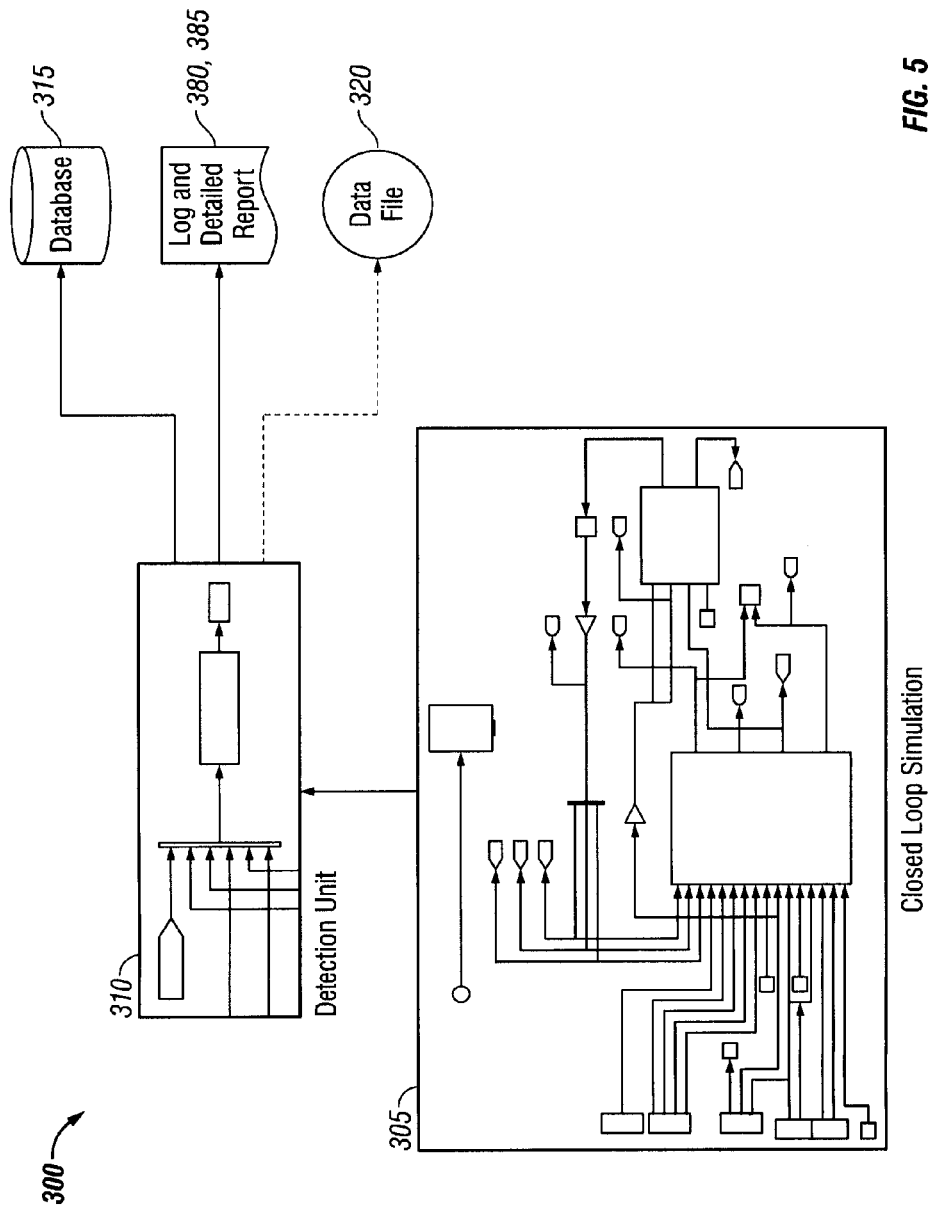 300
310
Detection Unit
Database
315
Log and
Detailed
Report
380, 385
Data
File
320
305
Closed Loop Simulation
FIG. 5